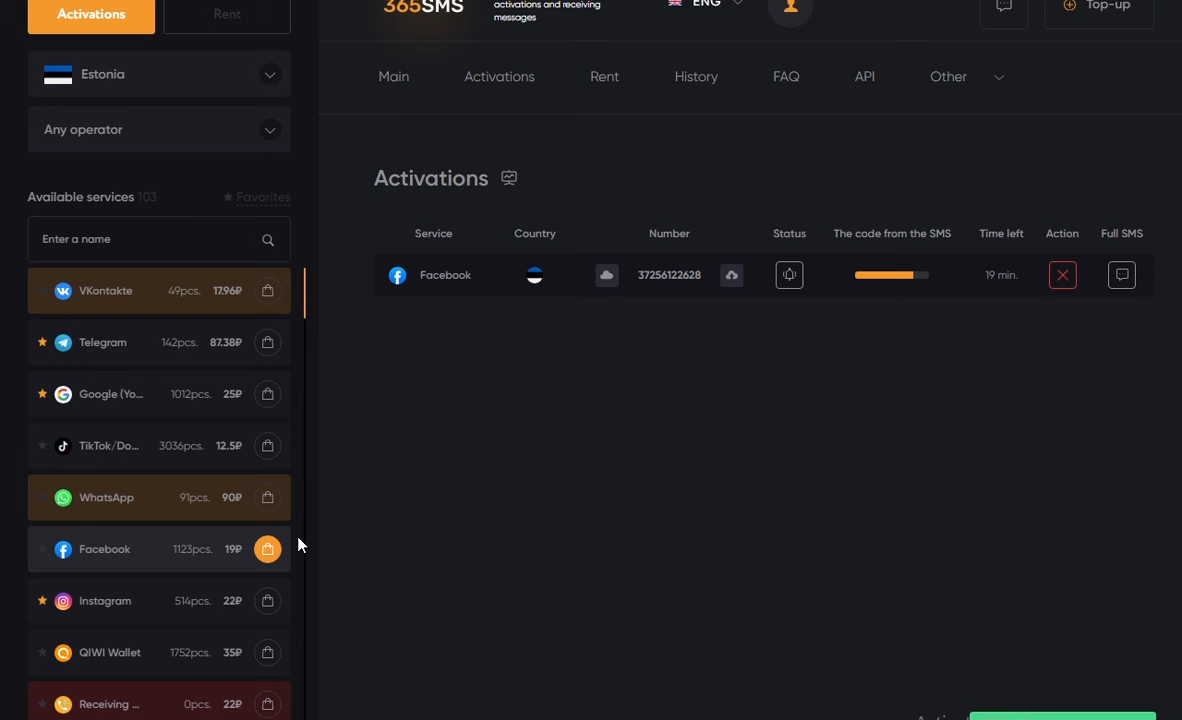 Activations
Rent
365SMS
activations and receiving
messages
ENG
Top-up
Estonia
Main
Activations
Rent
History
FAQ
API
Other
Any operator
Activations
Available services 103
Favorites
Service
Country
Number
Status
The code from the SMS
Time left
Action
Full SMS
Enter a name
Facebook
37256122628
19 min.
VKontakte 49pcs. 17.96₽
Telegram 142pcs. 87.38₽
Google (Yo... 1012pcs. 25₽
TikTok/Do... 3036pcs. 12.5₽
WhatsApp 91pcs. 90₽
Facebook 1123pcs. 19₽
Instagram 514pcs. 22₽
QIWI Wallet 1752pcs. 35₽
Receiving ... 0pcs. 22₽